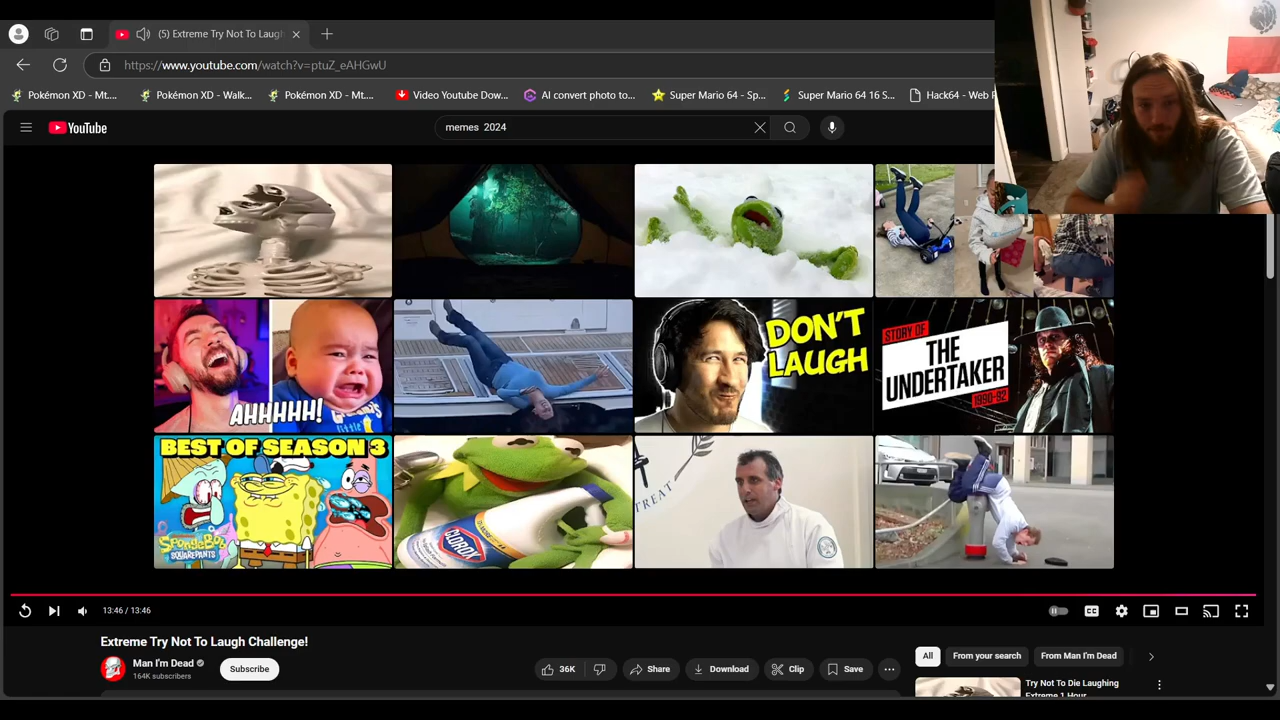 (5) Extreme Try Not To Laugh
https://www.youtube.com/watch?v=ptuZ_eAHGwU
Pokémon XD - Mt...
Pokémon XD - Walk...
Pokémon XD - Mt...
Video Youtube Dow...
AI convert photo to...
Super Mario 64 - Sp...
Super Mario 64 16 S...
Hack64 - Web
YouTube
memes 2024
AHHHHH!
DON'T
LAUGH
STORY OF
THE
UNDERTAKER
1990-92
BEST OF SEASON 3
SPONGEBOB
SQUAREPANTS
CLOROX
TREAT
13:46 / 13:46
Extreme Try Not To Laugh Challenge!
Man I'm Dead
164K subscribers
Subscribe
36K
Share
Download
Clip
Save
All
From your search
From Man I'm Dead
Try Not To Die Laughing
Extreme 1 Hour